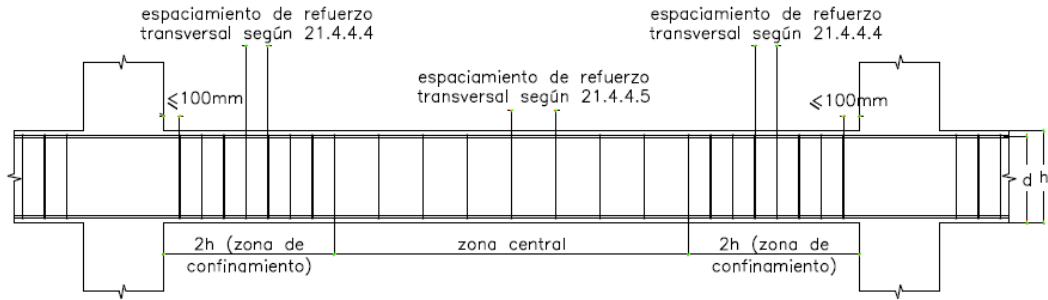 espaciamiento de refuerzo
transversal según 21.4.4.4
espaciamiento de refuerzo
transversal según 21.4.4.4
espaciamiento de refuerzo
transversal según 21.4.4.5
≤100mm
≤100mm
d
h
2h (zona de
confinamiento)
zona central
2h (zona de
confinamiento)